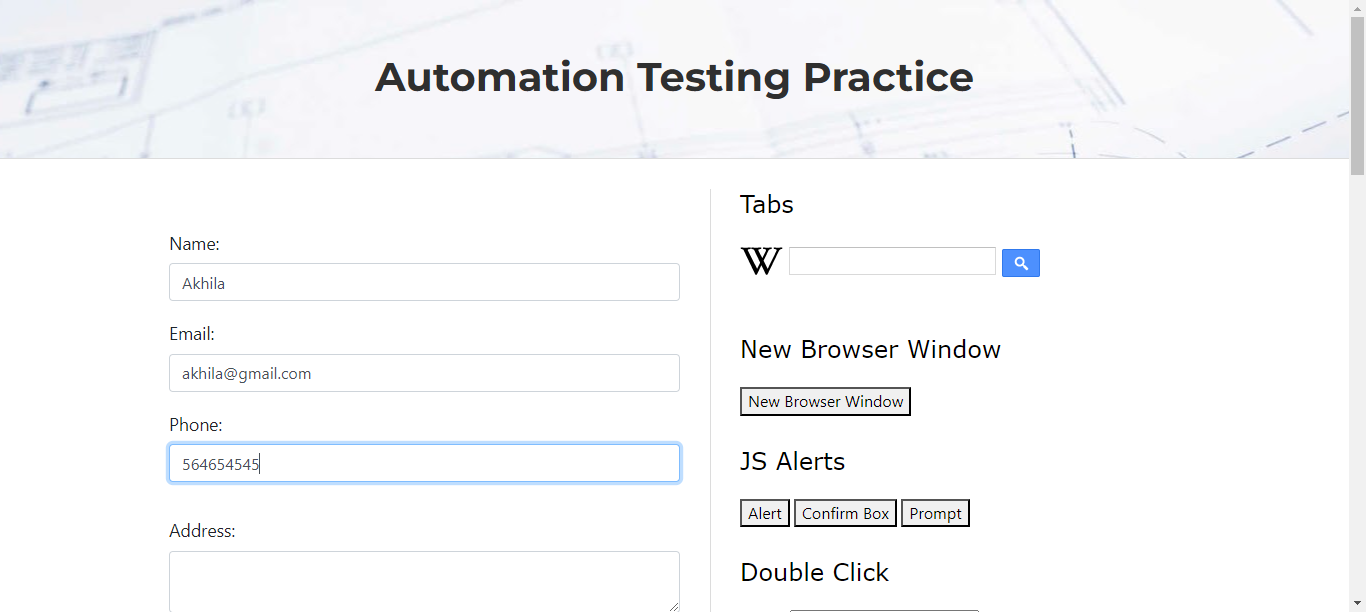 Automation Testing Practice
Name:
Akhila
Email:
akhila@gmail.com
Phone:
564654545
Address:
Tabs
W
New Browser Window
New Browser Window
JS Alerts
Alert Confirm Box Prompt
Double Click